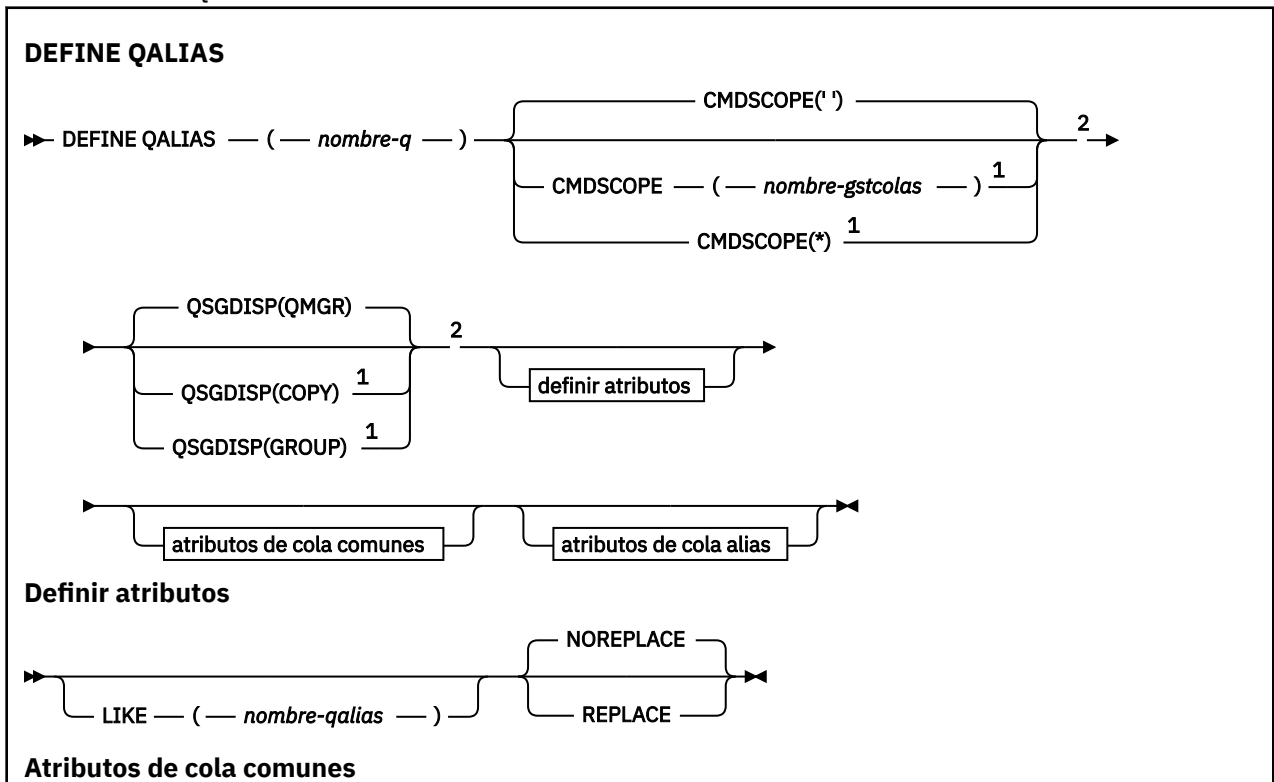 DEFINE QALIAS
CMDSCOPE(' ')
DEFINE QALIAS ( nombre-q ) 2
CMDSCOPE ( nombre-gstcolas ) 1
CMDSCOPE(*) 1
QSGDISP(QMGR)
2
QSGDISP(COPY) 1
definir atributos
QSGDISP(GROUP) 1
atributos de cola comunes
atributos de cola alias
Definir atributos
NOREPLACE
LIKE ( nombre-qalias )
REPLACE
Atributos de cola comunes